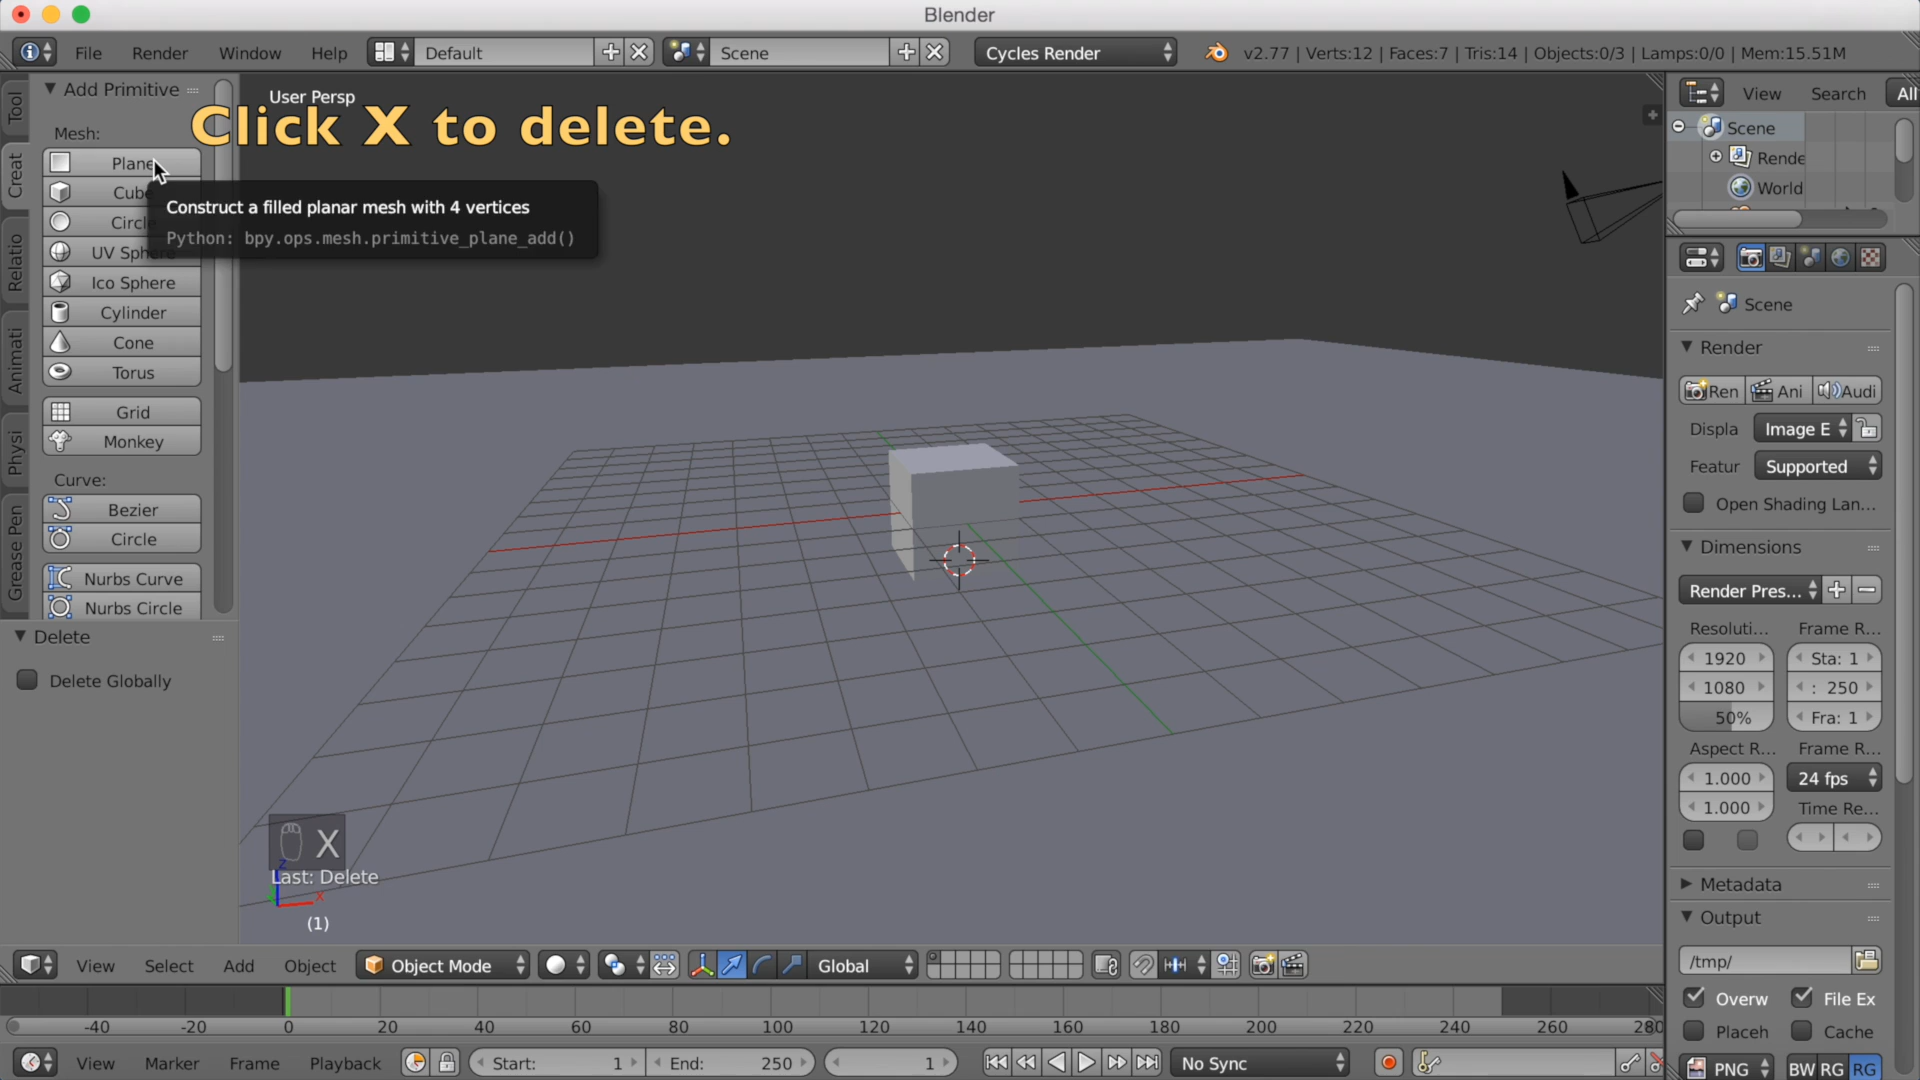 Blender
File Render Window Help Default Scene Cycles Render v2.77 | Verts:12 | Faces:7 | Tris:14 | Objects:0/3 | Lamps:0/0 | Mem:15.51M
Add Primitive
User Persp
Click X to delete.
Mesh:
Plane
Cube
Circle
UV Sphere
Ico Sphere
Cylinder
Cone
Torus
Grid
Monkey
Curve:
Bezier
Circle
Nurbs Curve
Nurbs Circle
Construct a filled planar mesh with 4 vertices
Python: bpy.ops.mesh.primitive_plane_add()
Tool
Creat
Relatio
Animati
Physi
Grease Pen
Delete
Delete Globally
X
Last: Delete
z
x
(1)
View Search All
Scene
Rende
World
Scene
Render
Ren Ani Audi
Displa Image E
Featur Supported
Open Shading Lan...
Dimensions
Render Pres...
Resoluti... Frame R...
1920 Sta: 1
1080 : 250
50% Fra: 1
Aspect R... Frame R...
1.000 24 fps
1.000 Time Re...
Metadata
Output
/tmp/
Overw File Ex
Placeh Cache
PNG BW RG RG
View Select Add Object Object Mode Global
-40 -20 0 20 40 60 80 100 120 140 160 180 200 220 240 260 280
View Marker Frame Playback Start: 1 End: 250 1 No Sync